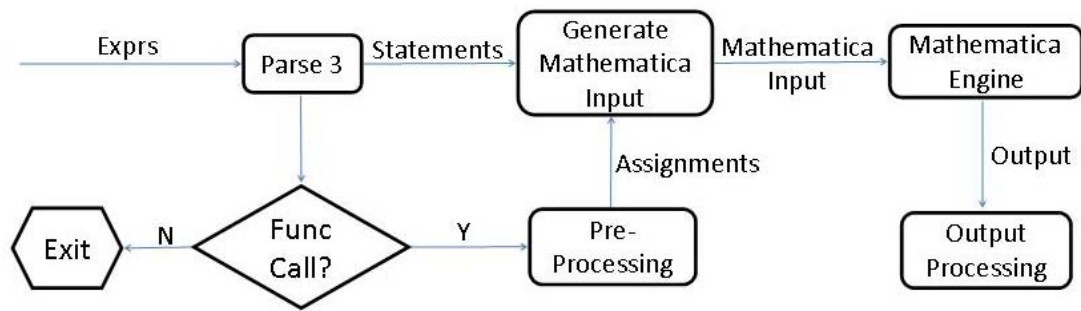 Exprs
Parse 3
Statements
Generate
Mathematica
Input
Mathematica
Input
Mathematica
Engine
Assignments
Output
Exit
N
Func
Call?
Y
Pre-
Processing
Output
Processing